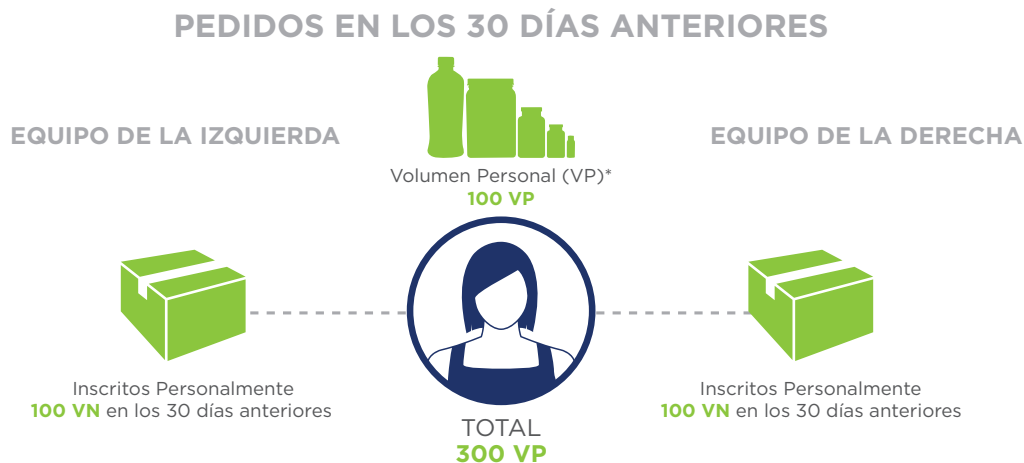 PEDIDOS EN LOS 30 DÍAS ANTERIORES
EQUIPO DE LA IZQUIERDA
EQUIPO DE LA DERECHA
Volumen Personal (VP)*
100 VP
Inscritos Personalmente
100 VN en los 30 días anteriores
Inscritos Personalmente
100 VN en los 30 días anteriores
TOTAL
300 VP